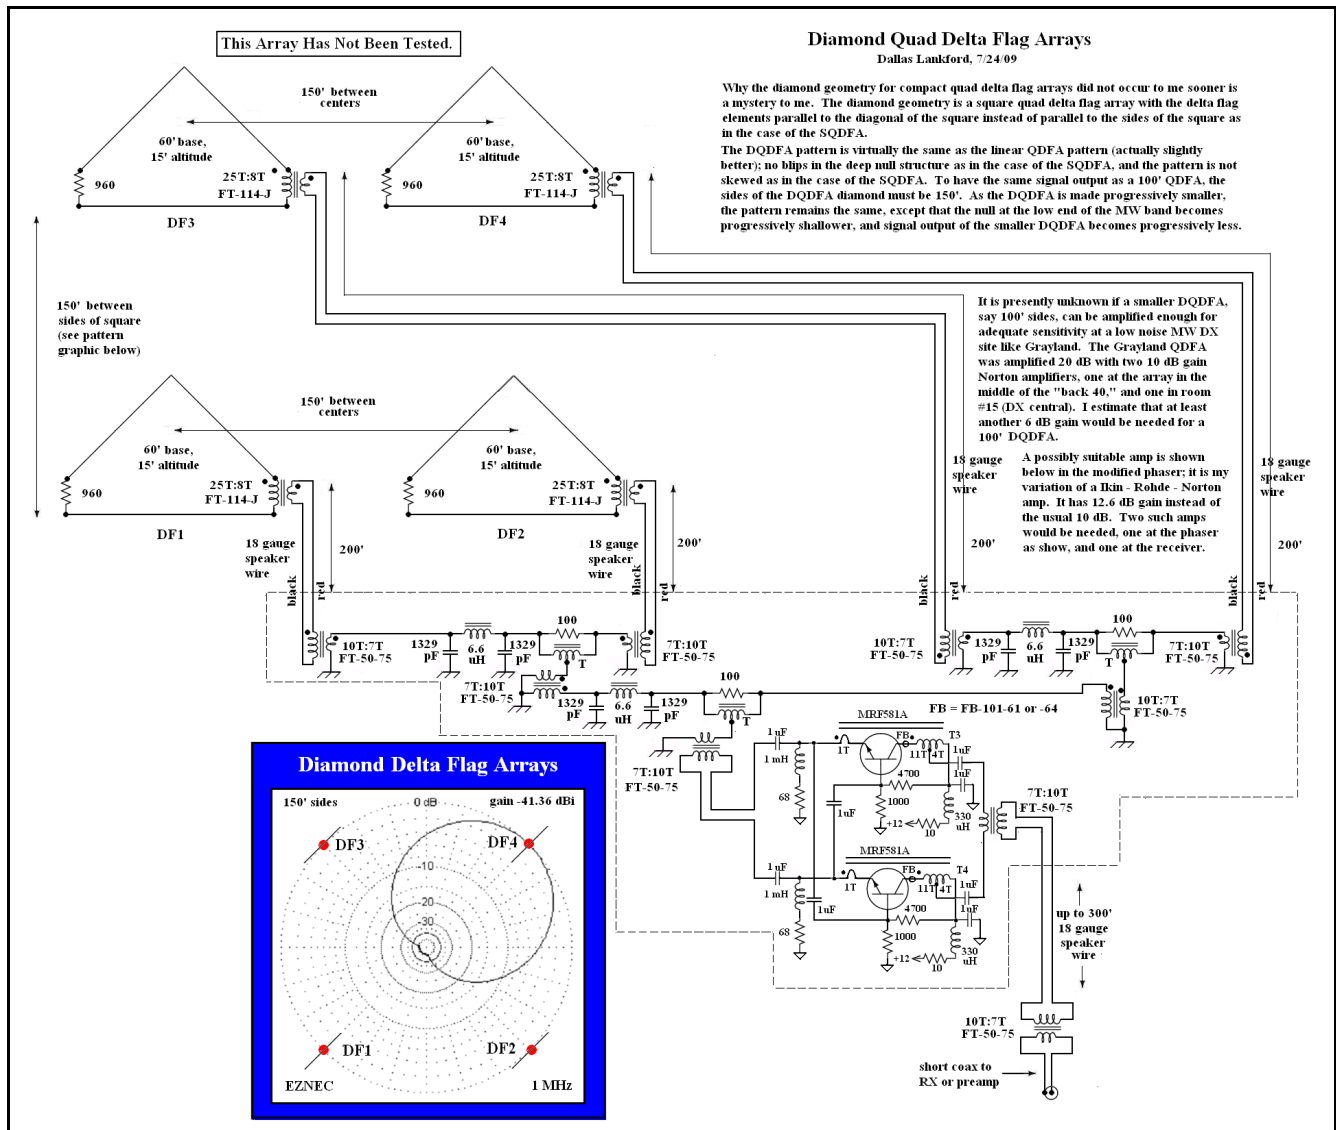 This Array Has Not Been Tested.
Diamond Quad Delta Flag Arrays
Dallas Lankford, 7/24/09
Why the diamond geometry for compact quad delta flag arrays did not occur to me sooner is
a mystery to me. The diamond geometry is a square quad delta flag array with the delta flag
elements parallel to the diagonal of the square instead of parallel to the sides of the square as
in the case of the SQDFA.
The DQDFA pattern is virtually the same as the linear QDFA pattern (actually slightly
better); no blips in the deep null structure as in the case of the SQDFA, and the pattern is not
skewed as in the case of the SQDFA. To have the same signal output as a 100' QDFA, the
sides of the DQDFA diamond must be 150'. As the DQDFA is made progressively smaller,
the pattern remains the same, except that the null at the low end of the MW band becomes
progressively shallower, and signal output of the smaller DQDFA becomes progressively less.
150' between
centers
60' base,
15' altitude
60' base,
15' altitude
960
25T:8T
FT-114-J
960
25T:8T
FT-114-J
DF3
DF4
150' between
sides of square
(see pattern
graphic below)
It is presently unknown if a smaller DQDFA,
say 100' sides, can be amplified enough for
adequate sensitivity at a low noise MW DX
site like Grayland. The Grayland QDFA
was amplified 20 dB with two 10 dB gain
Norton amplifiers, one at the array in the
middle of the "back 40," and one in room
#15 (DX central). I estimate that at least
another 6 dB gain would be needed for a
100' DQDFA.
A possibly suitable amp is shown
below in the modified phaser; it is my
variation of a Ikin - Rohde - Norton
amp. It has 12.6 dB gain instead of
the usual 10 dB. Two such amps
would be needed, one at the phaser
as show, and one at the receiver.
150' between
centers
60' base,
15' altitude
60' base,
15' altitude
960
25T:8T
FT-114-J
960
25T:8T
FT-114-J
DF1
DF2
18 gauge
speaker
wire
200'
18 gauge
speaker
wire
200'
18 gauge
speaker
wire
200'
18 gauge
speaker
wire
200'
black
red
black
red
black
red
black
red
10T:7T
FT-50-75
1329
pF
6.6
uH
1329
pF
100
T
7T:10T
FT-50-75
10T:7T
FT-50-75
1329
pF
6.6
uH
1329
pF
100
T
7T:10T
FT-50-75
7T:10T
FT-50-75
1329
pF
6.6
uH
1329
pF
100
T
10T:7T
FT-50-75
FB = FB-101-61 or -64
7T:10T
FT-50-75
MRF581A
1uF
1 mH
68
1T
FB
11T
4T
T3
1uF
1uF
4700
1000
1uF
+12
10
330
uH
7T:10T
FT-50-75
MRF581A
1uF
1 mH
68
1T
FB
11T
4T
T4
1uF
1uF
4700
1000
1uF
+12
10
330
uH
up to 300'
18 gauge
speaker
wire
10T:7T
FT-50-75
short coax to
RX or preamp
Diamond Delta Flag Arrays
150' sides
0 dB
gain -41.36 dBi
DF3
DF4
-10
-20
-30
DF1
DF2
EZNEC
1 MHz